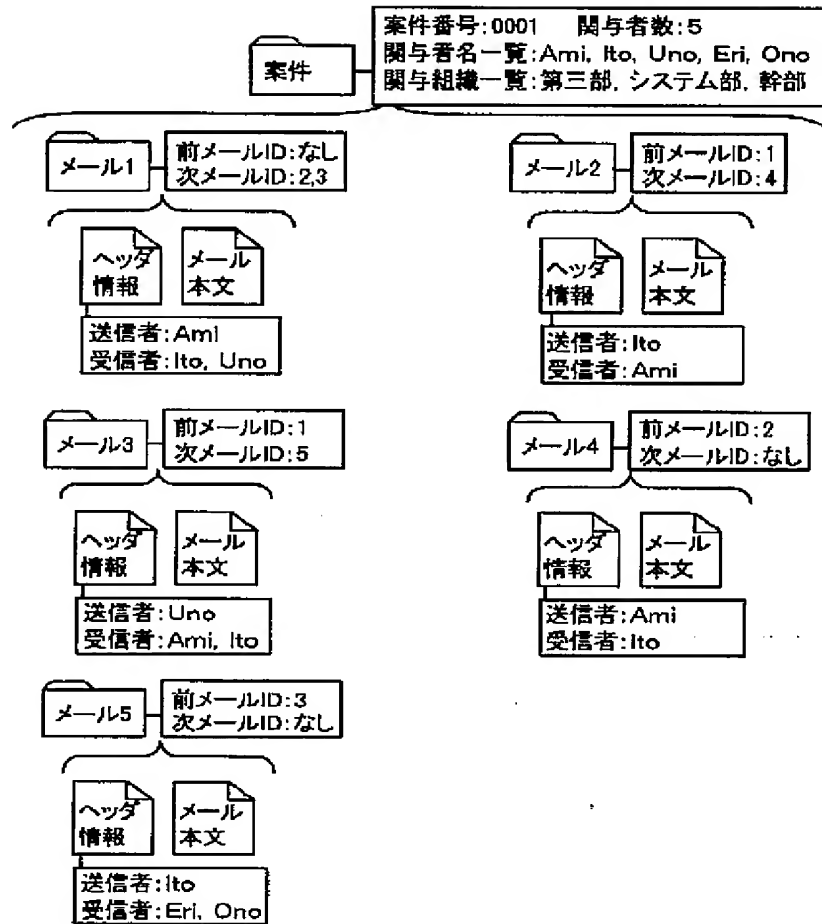 案件
案件番号:0001 関与者数:5
関与者名一覧:Ami, Ito, Uno, Eri, Ono
関与組織一覧:第三部, システム部, 幹部
メール1
前メールID:なし
次メールID:2,3
ヘッダ
情報
メール
本文
送信者:Ami
受信者:Ito, Uno
メール2
前メールID:1
次メールID:4
ヘッダ
情報
メール
本文
送信者:Ito
受信者:Ami
メール3
前メールID:1
次メールID:5
ヘッダ
情報
メール
本文
送信者:Uno
受信者:Ami, Ito
メール4
前メールID:2
次メールID:なし
ヘッダ
情報
メール
本文
送信者:Ami
受信者:Ito
メール5
前メールID:3
次メールID:なし
ヘッダ
情報
メール
本文
送信者:Ito
受信者:Eri, Ono